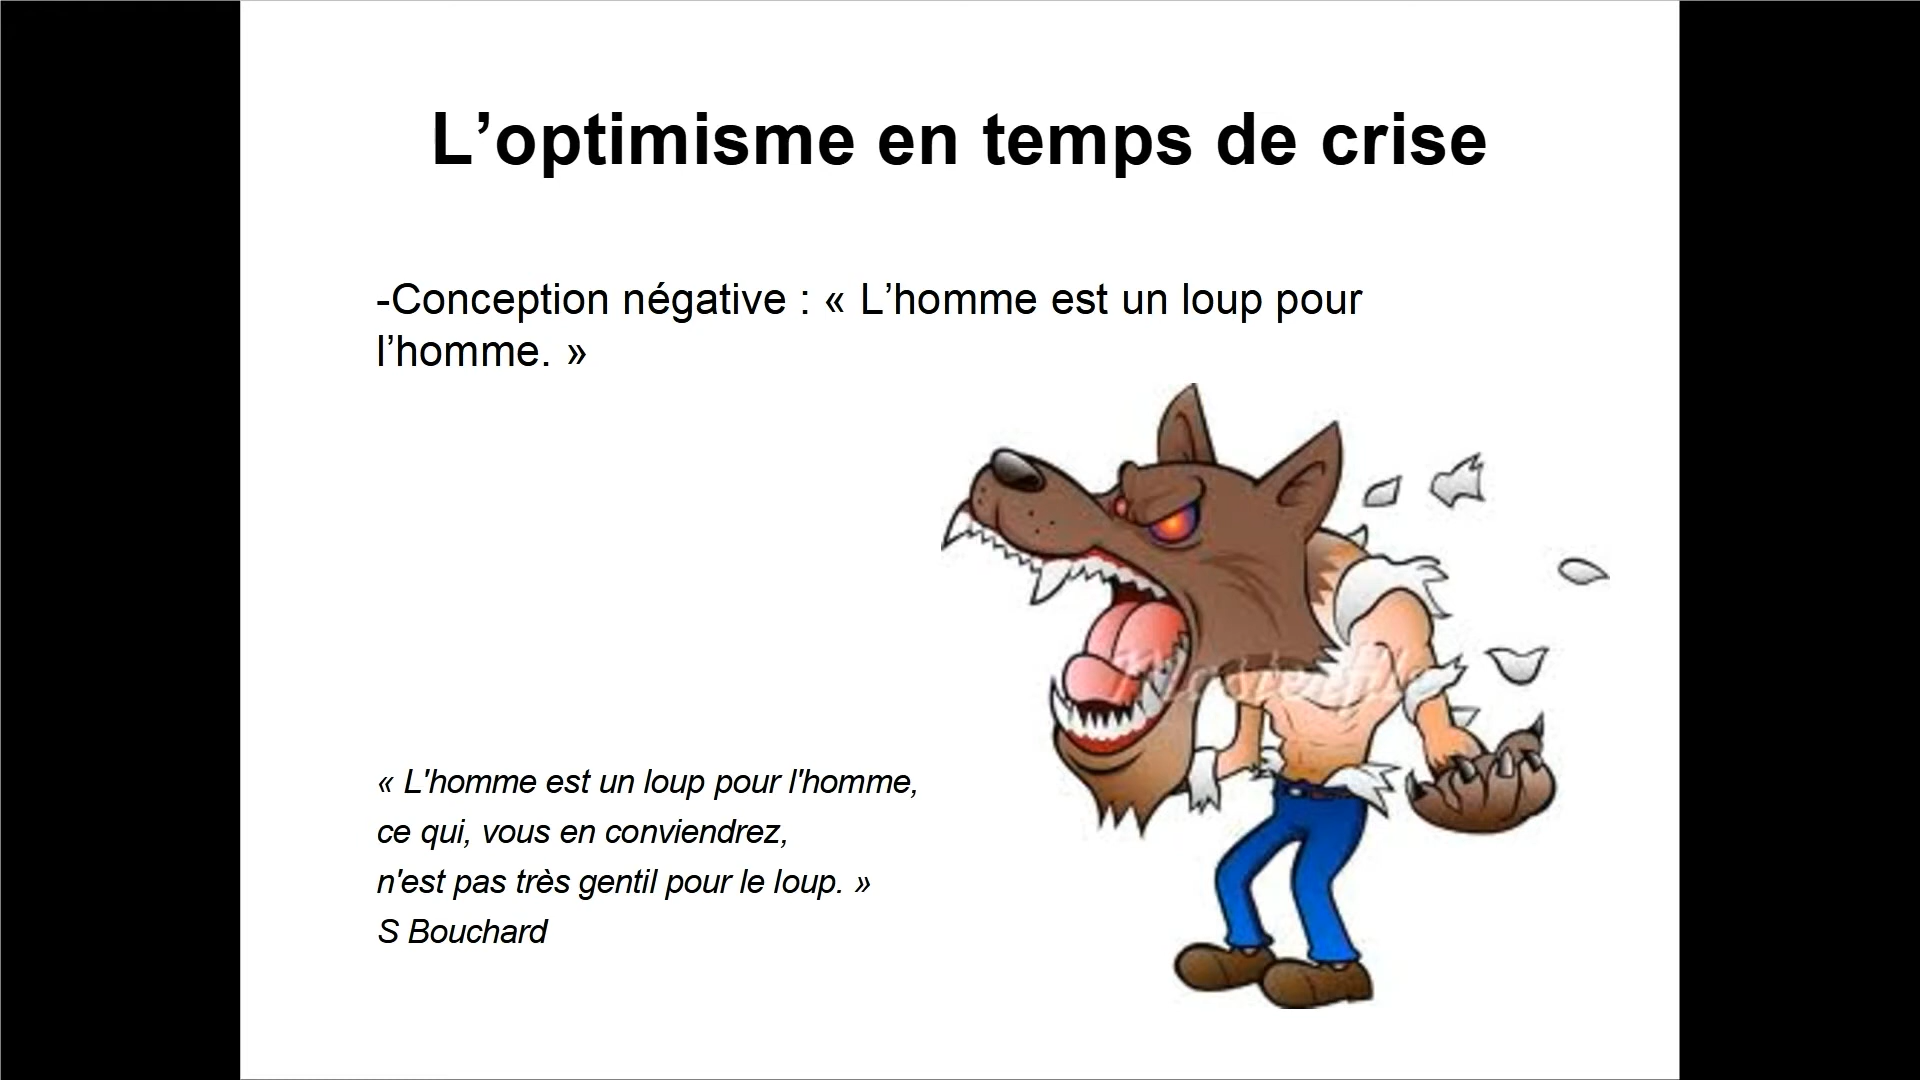 L’optimisme en temps de crise
-Conception négative : « L’homme est un loup pour
l’homme. »
« L'homme est un loup pour l'homme,
ce qui, vous en conviendrez,
n'est pas très gentil pour le loup. »
S Bouchard
Masterfile